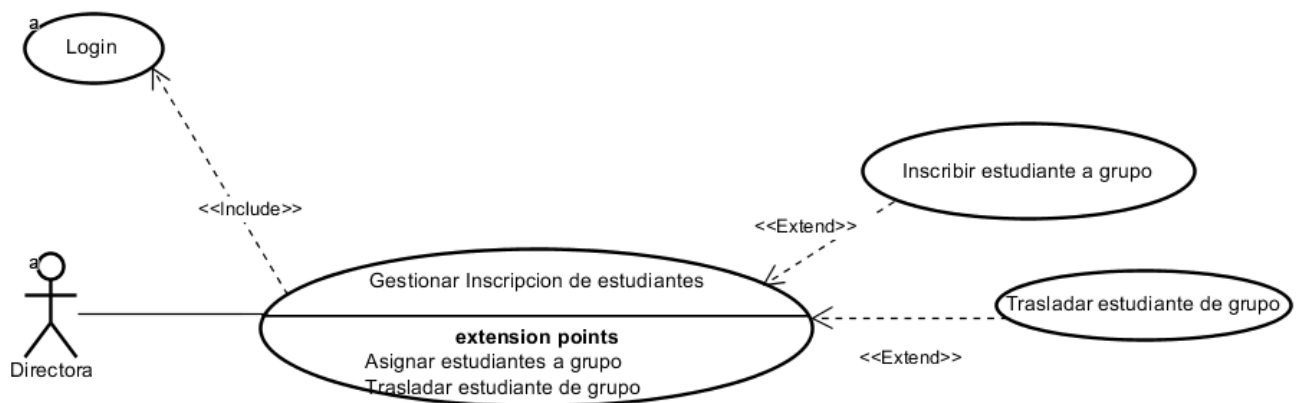 a
Login
Inscribir estudiante a grupo
<<Include>>
<<Extend>>
a
Gestionar Inscripcion de estudiantes
Trasladar estudiante de grupo
extension points
<<Extend>>
Asignar estudiantes a grupo
Directora
Trasladar estudiante de grupo